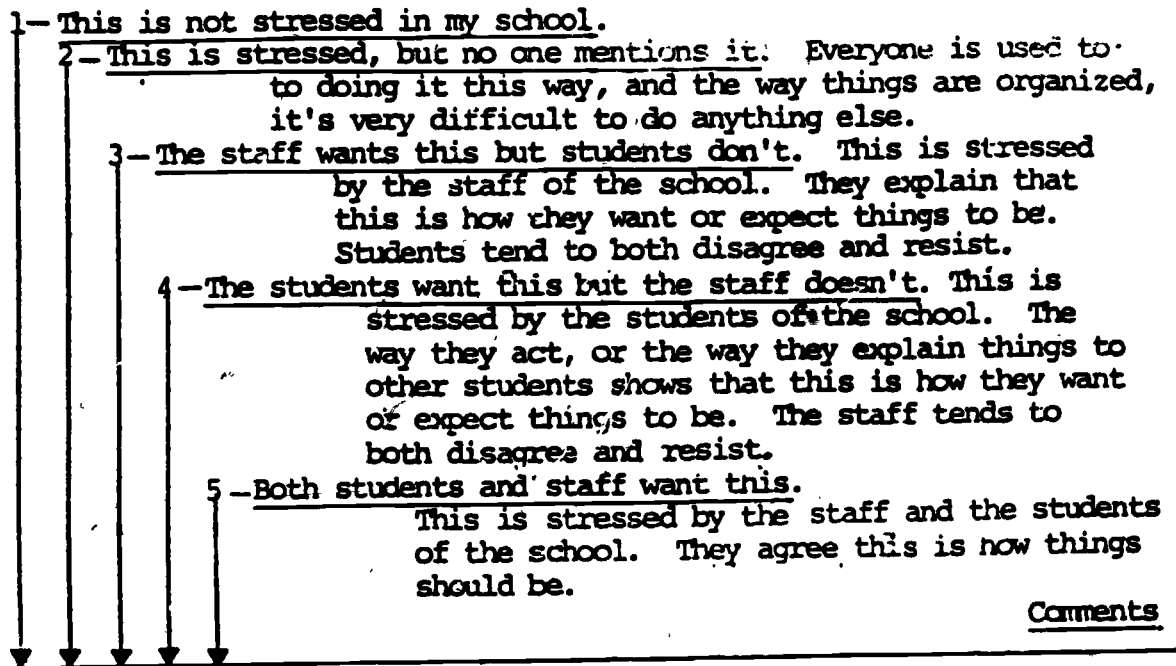 1— This is not stressed in my school.
2— This is stressed, but no one mentions it. Everyone is used to
to doing it this way, and the way things are organized,
it's very difficult to do anything else.
3— The staff wants this but students don't. This is stressed
by the staff of the school. They explain that
this is how they want or expect things to be.
Students tend to both disagree and resist.
4— The students want this but the staff doesn't. This is
stressed by the students of the school. The
way they act, or the way they explain things to
other students shows that this is how they want
or expect things to be. The staff tends to
both disagree and resist.
5— Both students and staff want this.
This is stressed by the staff and the students
of the school. They agree this is how things
should be.
Comments